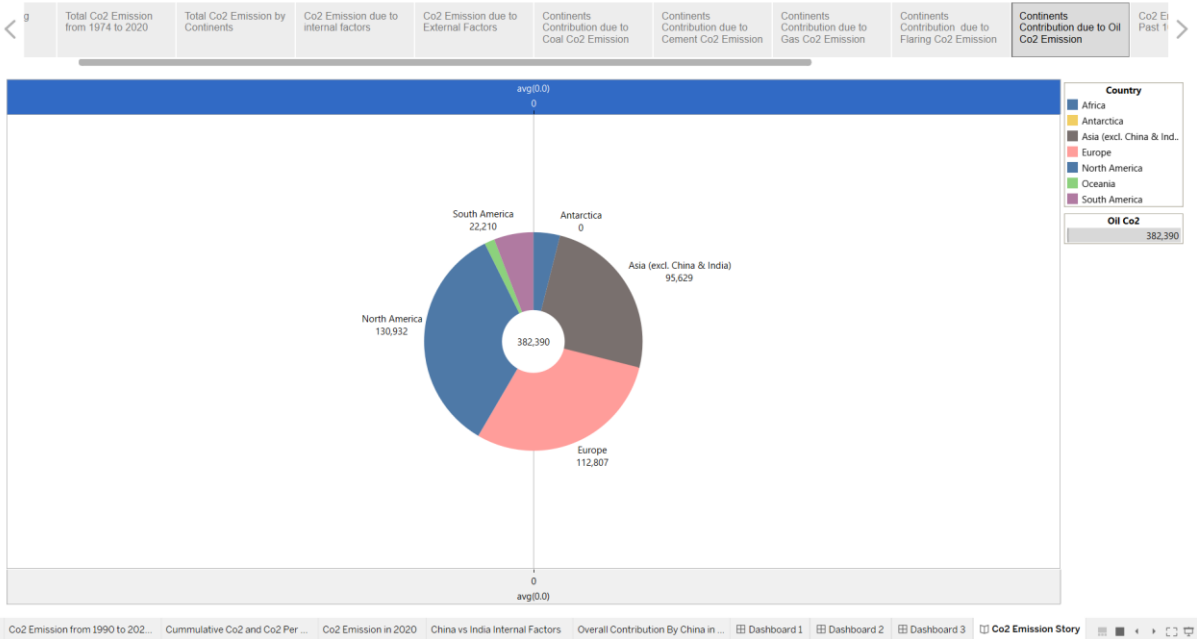 g
Total Co2 Emission
from 1974 to 2020
Total Co2 Emission by
Continents
Co2 Emission due to
internal factors
Co2 Emission due to
External Factors
Continents
Contribution due to
Coal Co2 Emission
Continents
Contribution due to
Cement Co2 Emission
Continents
Contribution due to
Gas Co2 Emission
Continents
Contribution due to
Flaring Co2 Emission
Continents
Contribution due to Oil
Co2 Emission
Co2 E
Past 1
avg(0.0)
0
Country
Africa
Antarctica
Asia (excl. China & Ind..
Europe
North America
Oceania
South America
Oil Co2
382,390
South America
22,210
Antarctica
0
Asia (excl. China & India)
95,629
North America
130,932
382,390
Europe
112,807
0
avg(0.0)
Co2 Emission from 1990 to 202...
Cummulative Co2 and Co2 Per ...
Co2 Emission in 2020
China vs India Internal Factors
Overall Contribution By China in ...
Dashboard 1
Dashboard 2
Dashboard 3
Co2 Emission Story